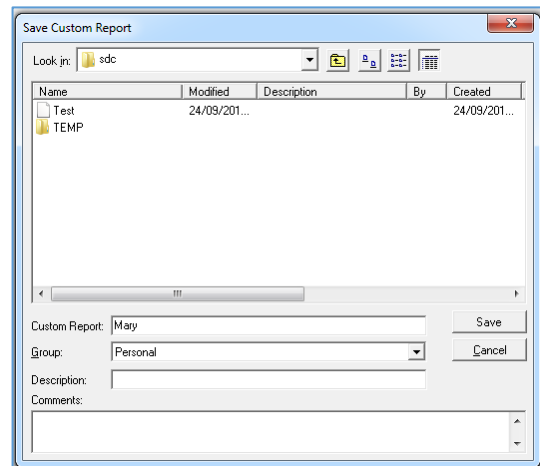 Save Custom Report
Look in: sdc
Name Modified Description By Created
Test 24/09/201... 24/09/201...
TEMP
Custom Report: Mary Save
Group: Personal Cancel
Description:
Comments: